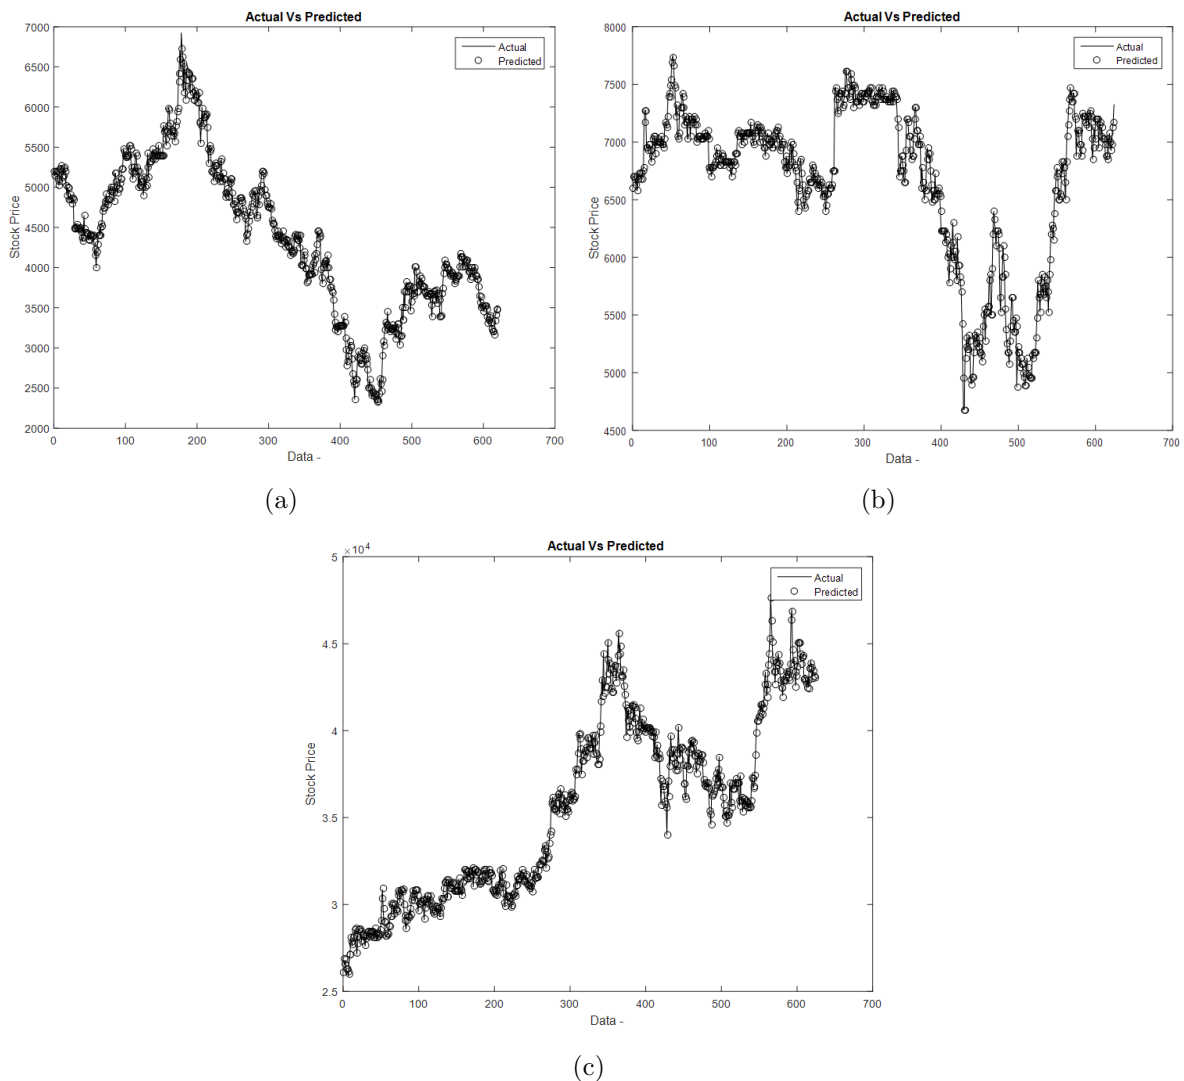 Actual Vs Predicted
7000
6500
6000
5500
5000
4500
4000
3500
3000
2500
2000
Stock Price
Actual
Predicted
0 100 200 300 400 500 600 700
Data -
(a)
Actual Vs Predicted
8000
7500
7000
6500
6000
5500
5000
4500
Stock Price
Actual
Predicted
0 100 200 300 400 500 600 700
Data -
(b)
Actual Vs Predicted
×10⁴
5
4.5
4
3.5
3
2.5
Stock Price
Actual
Predicted
0 100 200 300 400 500 600 700
Data -
(c)